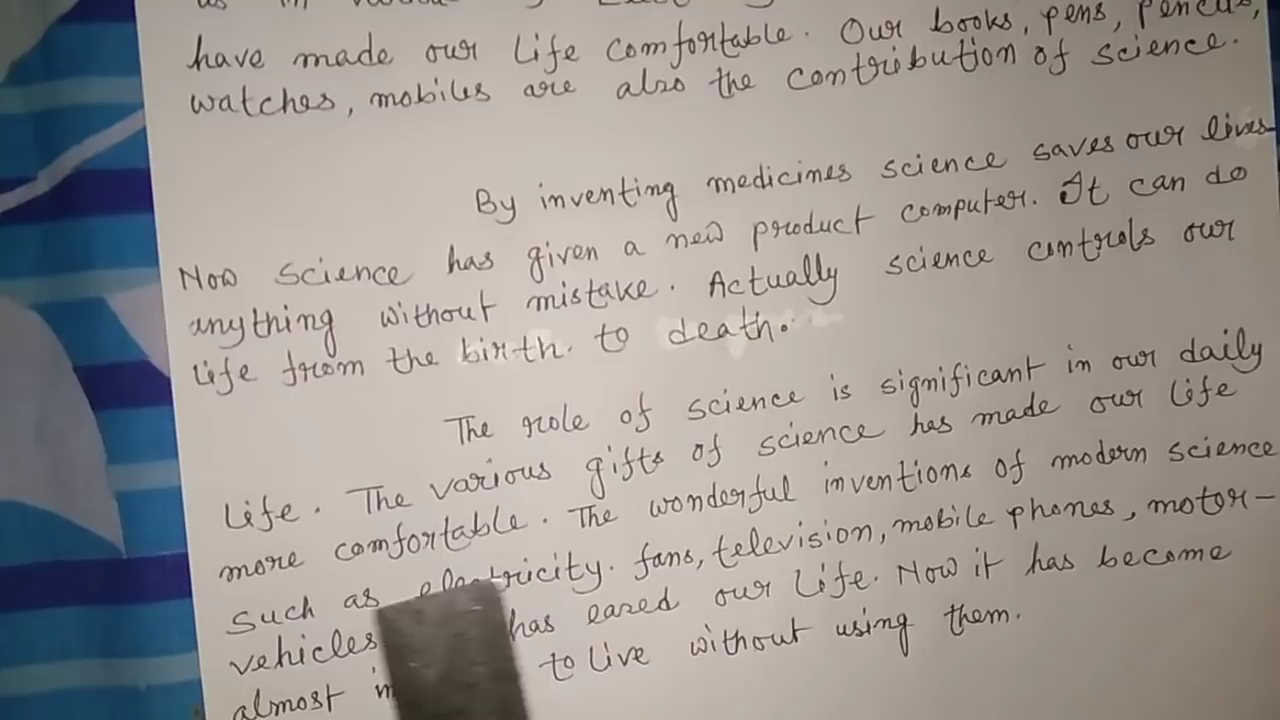 as in
have made our life comfortable. Our books, pens, pencils,
watches, mobiles are also the contribution of science.
By inventing medicines science saves our lives
Now science has given a new product computer. It can do
anything without mistake. Actually science controls our
life from the birth to death.
The role of science is significant in our daily
life. The various gifts of science has made our life
more comfortable. The wonderful inventions of modern science
such as electricity. fans, television, mobile phones, motor-
vehicles has eased our life. Now it has become
almost to live without using them.